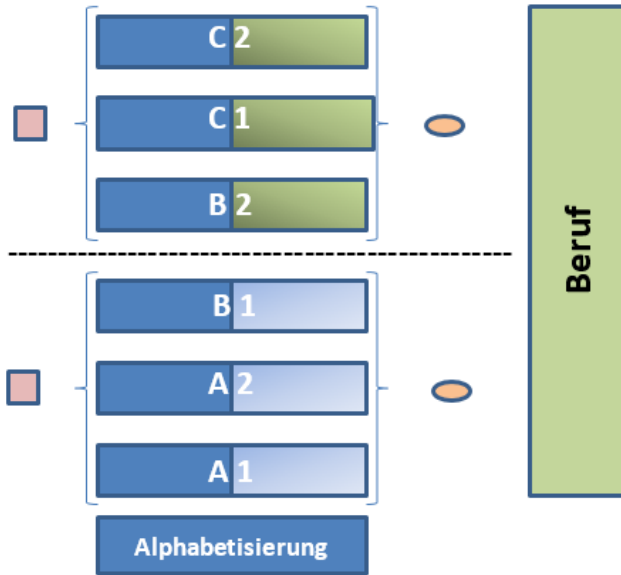 C 2
C 1
B 2
B 1
A 2
A 1
Alphabetisierung
Beruf